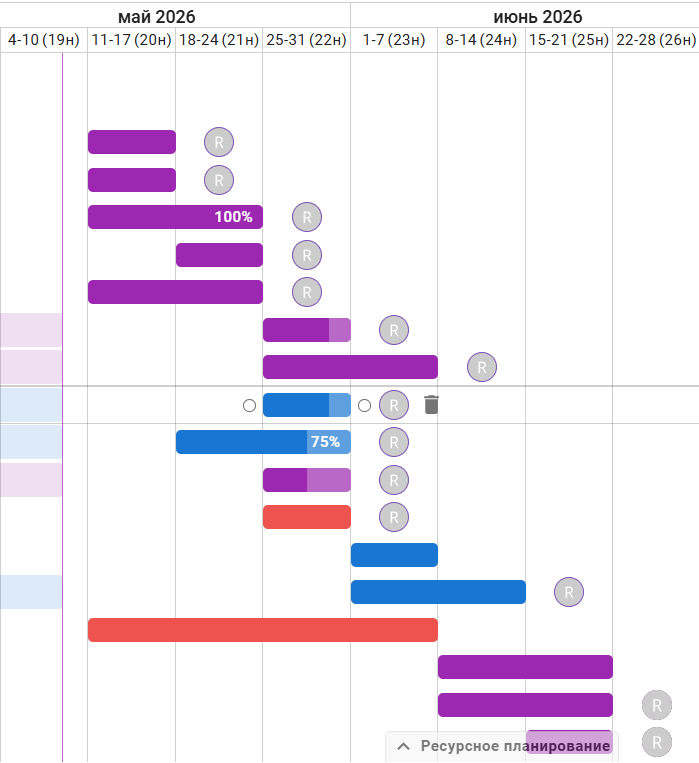 май 2026 июнь 2026
4-10 (19н) 11-17 (20н) 18-24 (21н) 25-31 (22н) 1-7 (23н) 8-14 (24н) 15-21 (25н) 22-28 (26н)
R
R
100% R
R
R
R
R
R
75% R
R
R
R
R
Ресурсное планирование R